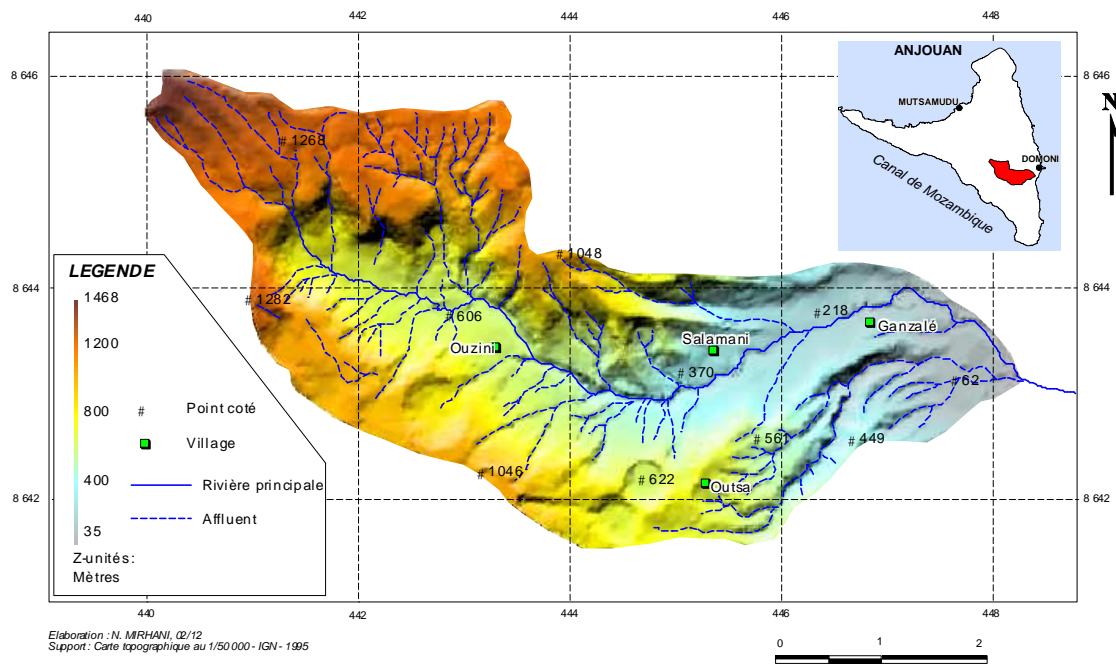 440
442
444
446
448
8 646
8 646
ANJOUAN
MUTSAMUDU
DOMONI
Canal de Mozambique
N
# 1268
# 1048
8 644
8 644
LEGENDE
1468
1200
800
400
35
Z-unités:
Mètres
# Point coté
Village
Rivière principale
Affluent
# 1282
# 606
Ouzini
Salamani
# 370
# 218
Ganzalé
# 62
# 561
# 449
# 1046
# 622
Outsa
8 642
8 642
440
442
444
446
448
Elaboration : N. MIRHANI, 02/12
Support : Carte topographique au 1/50 000 - IGN - 1995
0 1 2